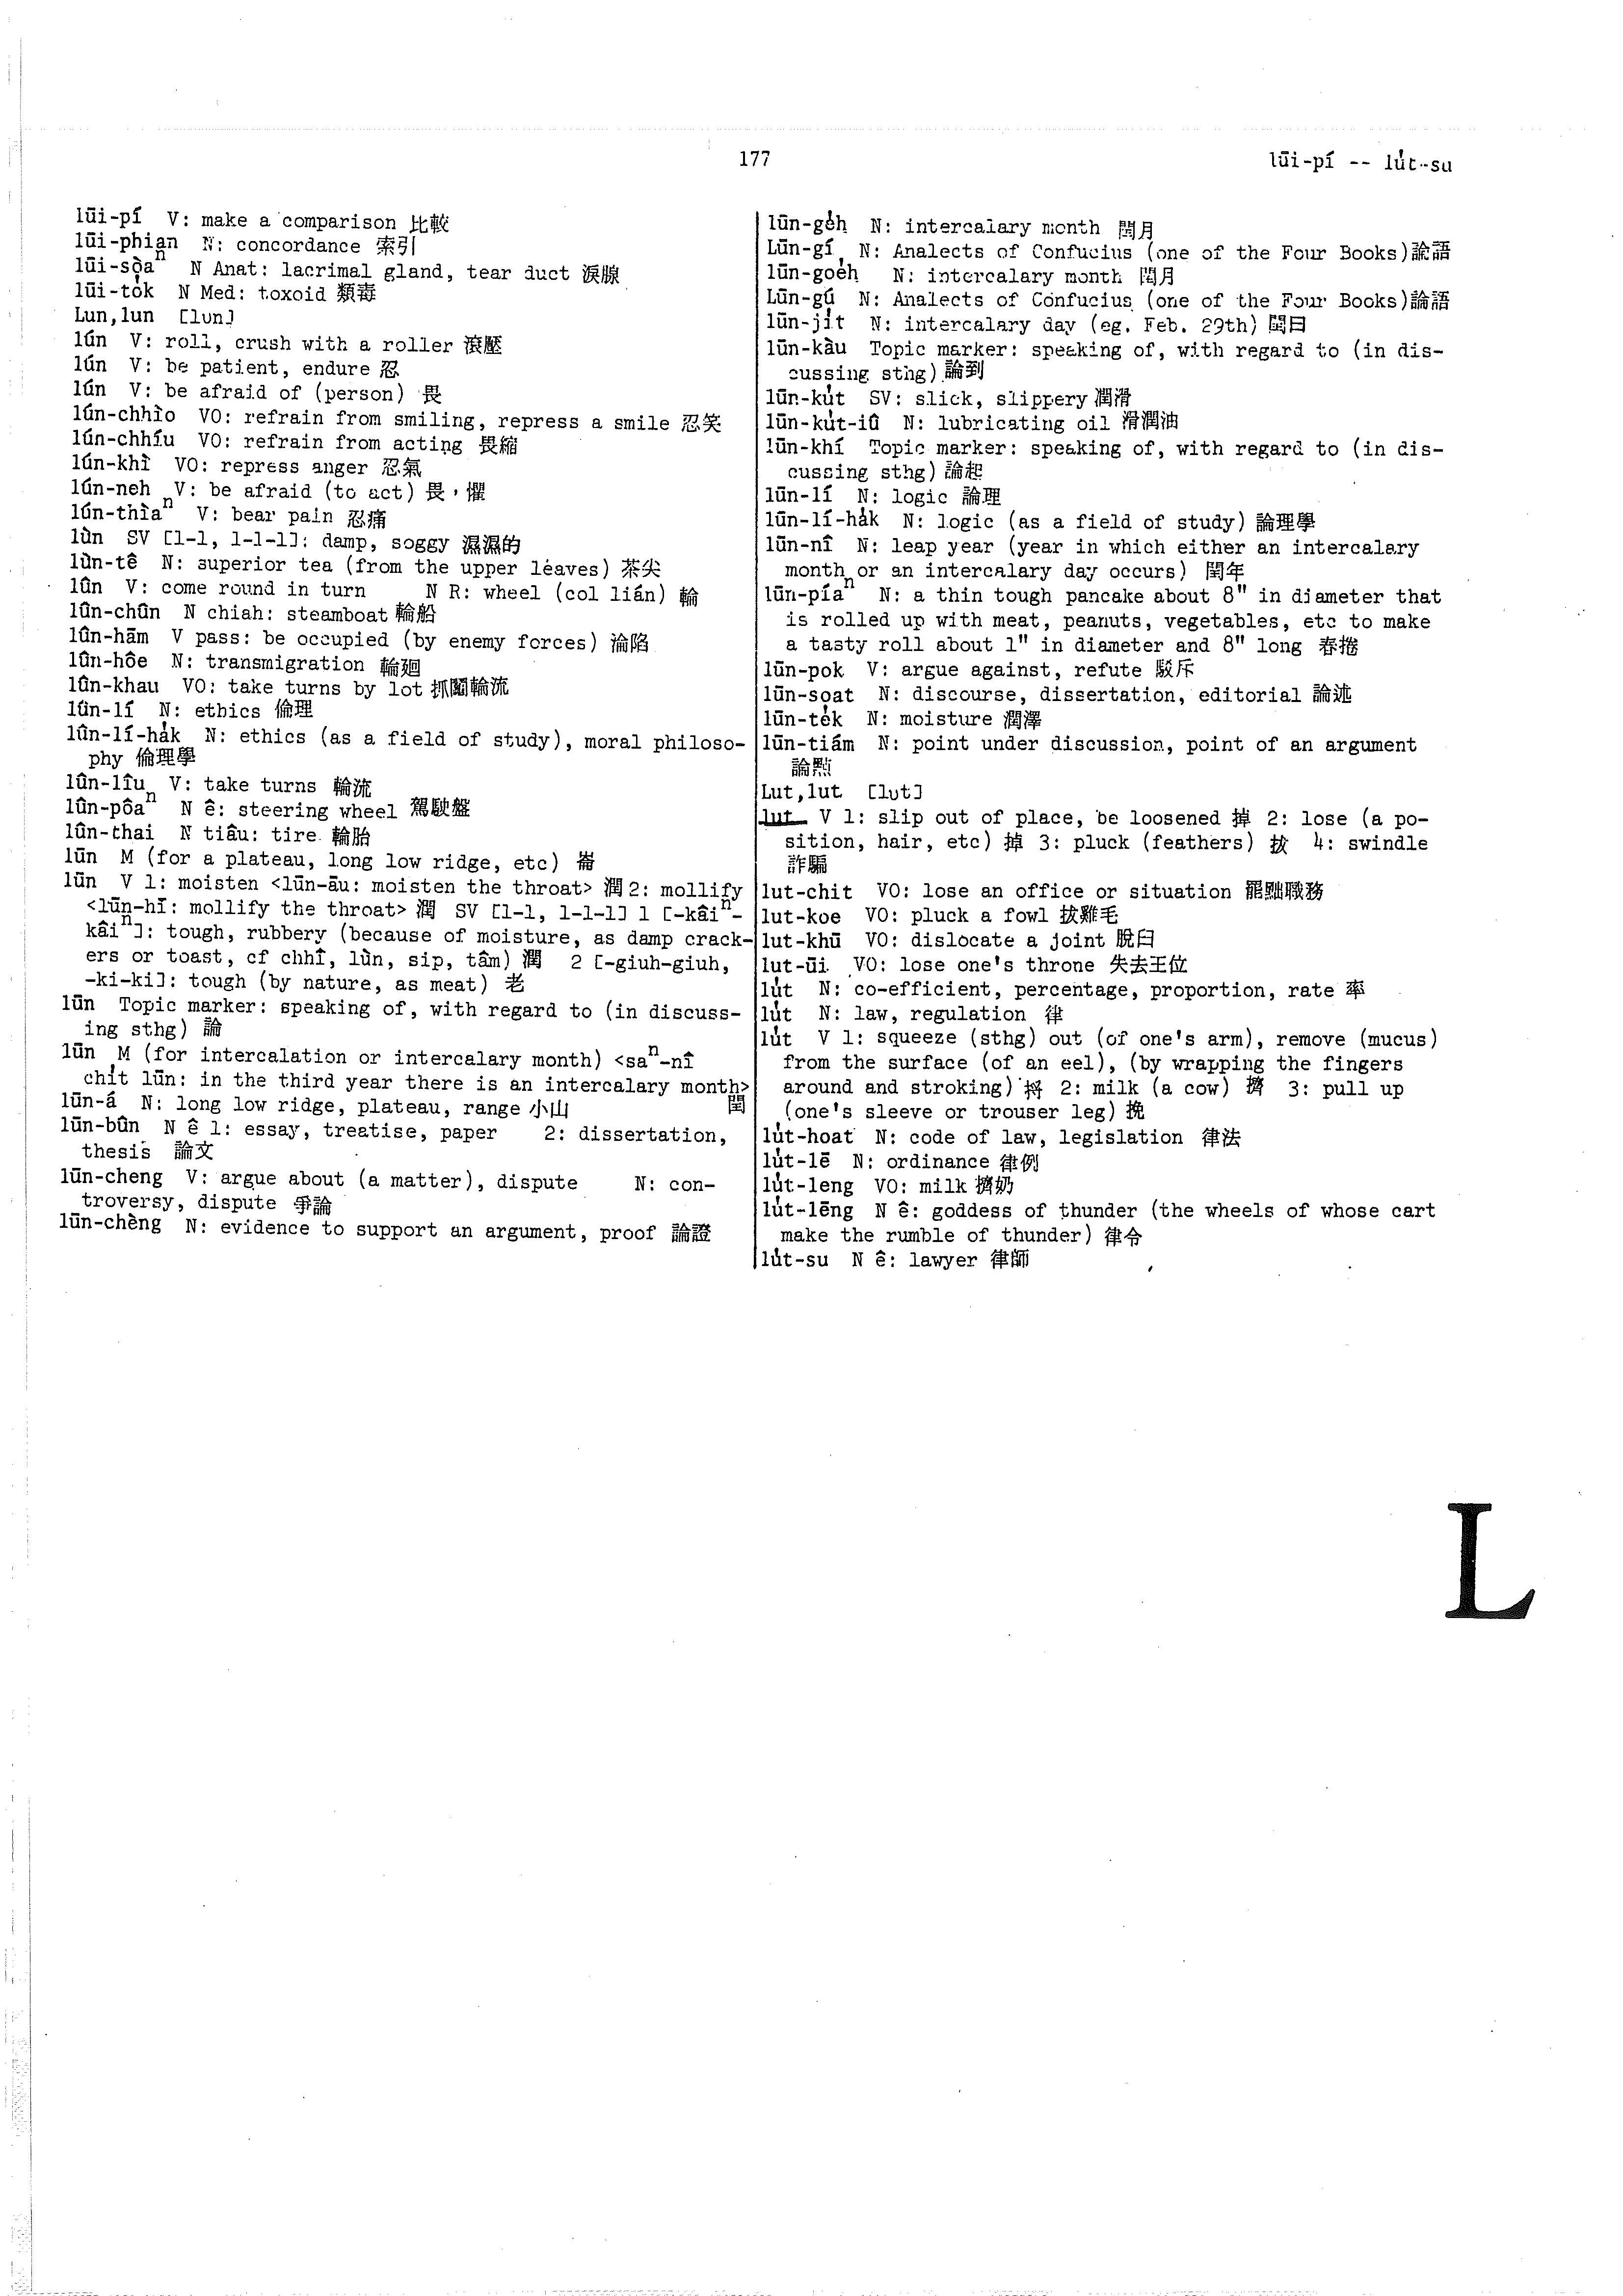 177
lūi-pí -- lu̍t-su
lūi-pí V: make a comparison 比較
lūi-phian N: concordance 索引
lūi-sòaⁿ N Anat: lacrimal gland, tear duct 淚腺
lūi-to̍k N Med: toxoid 類毒
Lun,lun [lun]
lún V: roll, crush with a roller 滾壓
lún V: be patient, endure 忍
lún V: be afraid of (person) 畏
lún-chhìo VO: refrain from smiling, repress a smile 忍笑
lún-chhíu VO: refrain from acting 畏縮
lún-khì VO: repress anger 忍氣
lún-neh V: be afraid (to act) 畏,懼
lún-thìaⁿ V: bear pain 忍痛
lùn SV [l-l, l-l-l]: damp, soggy 濕濕的
lùn-tê N: superior tea (from the upper leaves) 茶尖
lûn V: come round in turn N R: wheel (col lián) 輪
lûn-chûn N chiah: steamboat 輪船
lûn-hām V pass: be occupied (by enemy forces) 淪陷
lûn-hôe N: transmigration 輪廻
lûn-khau VO: take turns by lot 抓鬮輪流
lûn-lí N: ethics 倫理
lûn-lí-ha̍k N: ethics (as a field of study), moral philoso-
phy 倫理學
lûn-lîu V: take turns 輪流
lûn-pôaⁿ N ê: steering wheel 駕駛盤
lûn-thai N tiâu: tire 輪胎
lūn M (for a plateau, long low ridge, etc)
lūn V 1: moisten <lūn-āu: moisten the throat> 潤 2: mollify
<lūn-hì: mollify the throat> 潤 SV [l-l, l-l-l] 1 [-kāiⁿ-
kāiⁿ]: tough, rubbery (because of moisture, as damp crack-
ers or toast, cf chhî, lùn, sip, tâm) 潤 2 [-giuh-giuh,
-ki-ki]: tough (by nature, as meat) 老
lūn Topic marker: speaking of, with regard to (in discuss-
ing sthg) 論
lūn M (for intercalation or intercalary month) <saⁿ-nî
chi̍t lūn: in the third year there is an intercalary month>
閏
lūn-á N: long low ridge, plateau, range 小山
lūn-bûn N ê 1: essay, treatise, paper 2: dissertation,
thesis 論文
lūn-cheng V: argue about (a matter), dispute N: con-
troversy, dispute 爭論
lūn-chèng N: evidence to support an argument, proof 論證
lūn-ge̍h N: intercalary month 閏月
Lūn-gí N: Analects of Confucius (one of the Four Books) 論語
lūn-goe̍h N: intercalary month 閏月
Lūn-gú N: Analects of Confucius (one of the Four Books) 論語
lūn-ji̍t N: intercalary day (eg. Feb. 29th) 閏日
lūn-kàu Topic marker: speaking of, with regard to (in dis-
cussing sthg) 論到
lūn-ku̍t SV: slick, slippery 潤滑
lūn-ku̍t-iû N: lubricating oil 滑潤油
lūn-khí Topic marker: speaking of, with regard to (in dis-
cussing sthg) 論起
lūn-lí N: logic 論理
lūn-lí-ha̍k N: logic (as a field of study) 論理學
lūn-nî N: leap year (year in which either an intercalary
month or an intercalary day occurs) 閏年
lūn-píaⁿ N: a thin tough pancake about 8" in diameter that
is rolled up with meat, peanuts, vegetables, etc to make
a tasty roll about 1" in diameter and 8" long 春捲
lūn-pok V: argue against, refute 駁斥
lūn-soat N: discourse, dissertation, editorial 論述
lūn-te̍k N: moisture 潤澤
lūn-tiám N: point under discussion, point of an argument
論點
Lut,lut [lut]
lut V 1: slip out of place, be loosened 掉 2: lose (a po-
sition, hair, etc) 掉 3: pluck (feathers) 拔 4: swindle
詐騙
lut-chit VO: lose an office or situation 罷黜職務
lut-koe VO: pluck a fowl 拔雞毛
lut-khū VO: dislocate a joint 脫臼
lut-ūi VO: lose one's throne 失去王位
lu̍t N: co-efficient, percentage, proportion, rate 率
lu̍t N: law, regulation 律
lu̍t V 1: squeeze (sthg) out (of one's arm), remove (mucus)
from the surface (of an eel), (by wrapping the fingers
around and stroking) 捋 2: milk (a cow) 擠 3: pull up
(one's sleeve or trouser leg) 挽
lu̍t-hoat N: code of law, legislation 律法
lu̍t-lē N: ordinance 律例
lu̍t-leng VO: milk 擠奶
lu̍t-lēng N ê: goddess of thunder (the wheels of whose cart
make the rumble of thunder) 律令
lu̍t-su N ê: lawyer 律師
L